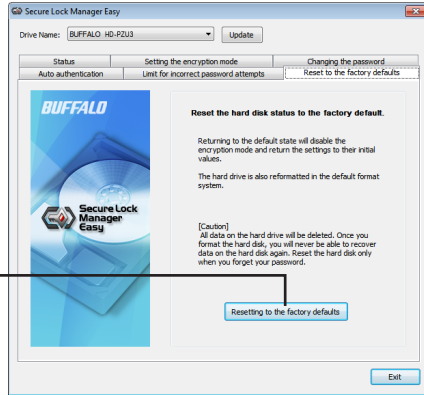 Secure Lock Manager Easy
Drive Name: BUFFALO HD-PZU3 Update
Status Setting the encryption mode Changing the password
Auto authentication Limit for incorrect password attempts Reset to the factory defaults
BUFFALO
Secure Lock
Manager
Easy
Reset the hard disk status to the factory default.
Returning to the default state will disable the
encryption mode and return the settings to their initial
values.
The hard drive is also reformatted in the default format
system.
[Caution]
All data on the hard drive will be deleted. Once you
format the hard disk, you will never be able to recover
data on the hard disk again. Reset the hard disk only
when you forget your password.
Resetting to the factory defaults
Exit